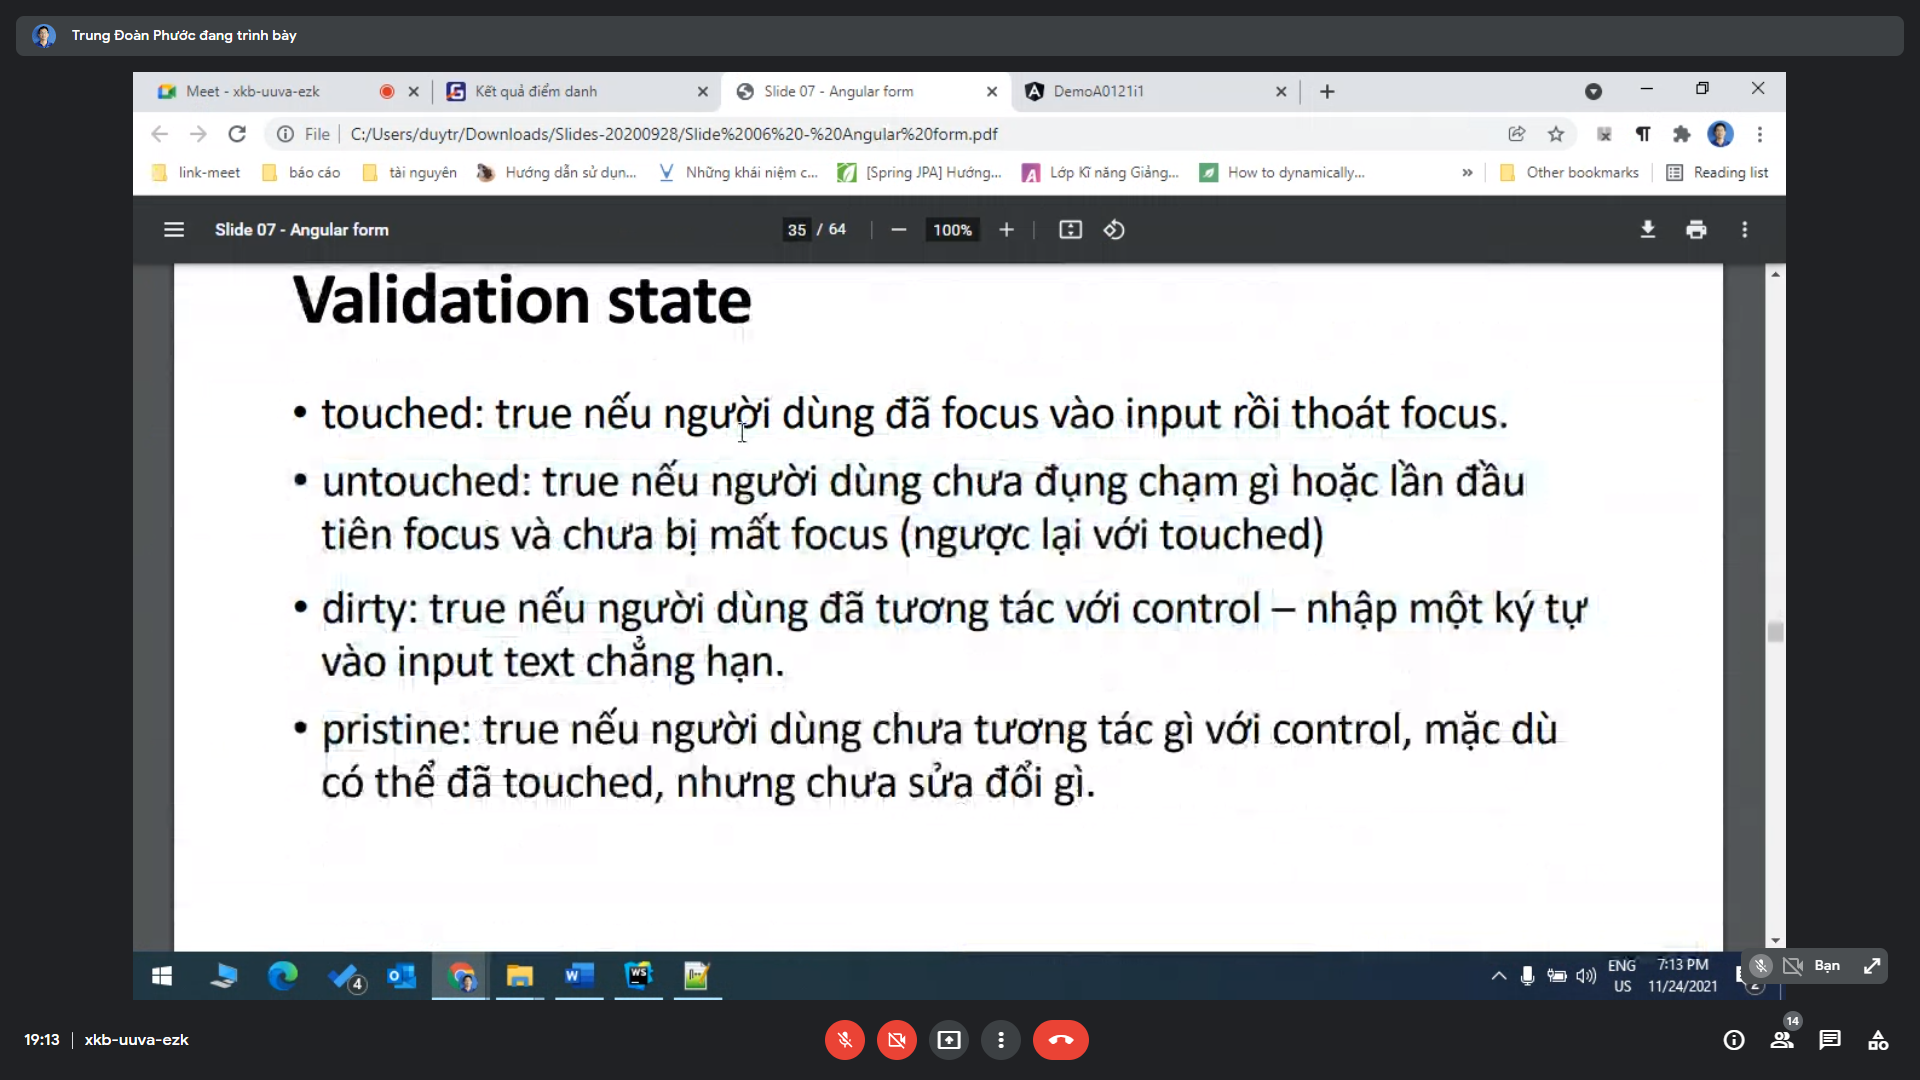 Trung Đoàn Phước đang trình bày
Meet - xkb-uuva-ezk
Kết quả điểm danh
Slide 07 - Angular form
DemoA0121i1
File
C:/Users/duytr/Downloads/Slides-20200928/Slide%2006%20-%20Angular%20form.pdf
link-meet
báo cáo
tài nguyên
Hướng dẫn sử dụn...
Những khái niệm c...
[Spring JPA] Hướng...
Lớp Kĩ năng Giảng...
How to dynamically...
»
Other bookmarks
Reading list
Slide 07 - Angular form
35 / 64
100%
Validation state
• touched: true nếu người dùng đã focus vào input rồi thoát focus.
• untouched: true nếu người dùng chưa đụng chạm gì hoặc lần đầu
tiên focus và chưa bị mất focus (ngược lại với touched)
• dirty: true nếu người dùng đã tương tác với control – nhập một ký tự
vào input text chẳng hạn.
• pristine: true nếu người dùng chưa tương tác gì với control, mặc dù
có thể đã touched, nhưng chưa sửa đổi gì.
4
WS
ENG
US
7:13 PM
11/24/2021
2
Bạn
19:13
xkb-uuva-ezk
14